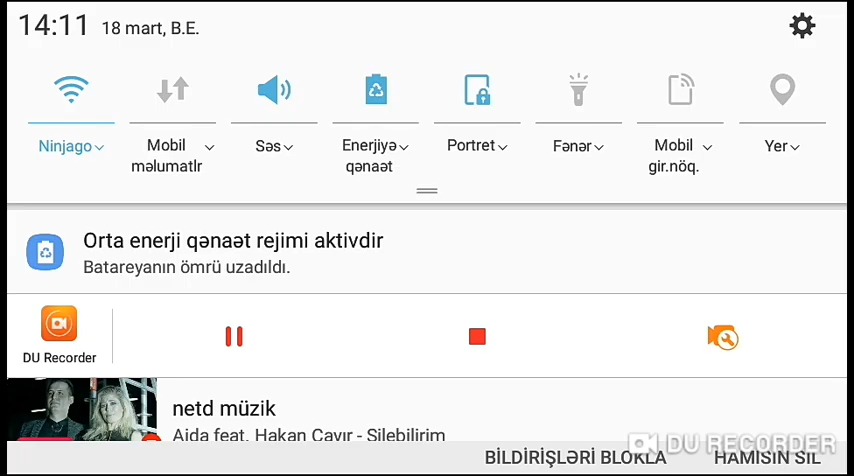 14:11 18 mart, B.E.
Ninjago
Mobil
məlumatlr
Səs
Enerjiyə
qənaət
Portret
Fənər
Mobil
gir.nöq.
Yer
Orta enerji qənaət rejimi aktivdir
Batareyanın ömrü uzadıldı.
DU Recorder
netd müzik
Aida feat. Hakan Çayır - Silebilirim
BİLDİRİŞLƏRİ BLOKLA HAMISIN SİL
DU RECORDER